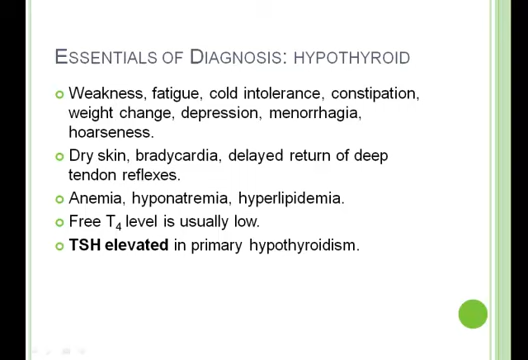 ESSENTIALS OF DIAGNOSIS: HYPOTHYROID
Weakness, fatigue, cold intolerance, constipation,
weight change, depression, menorrhagia,
hoarseness.
Dry skin, bradycardia, delayed return of deep
tendon reflexes.
Anemia, hyponatremia, hyperlipidemia.
Free T4 level is usually low.
TSH elevated in primary hypothyroidism.